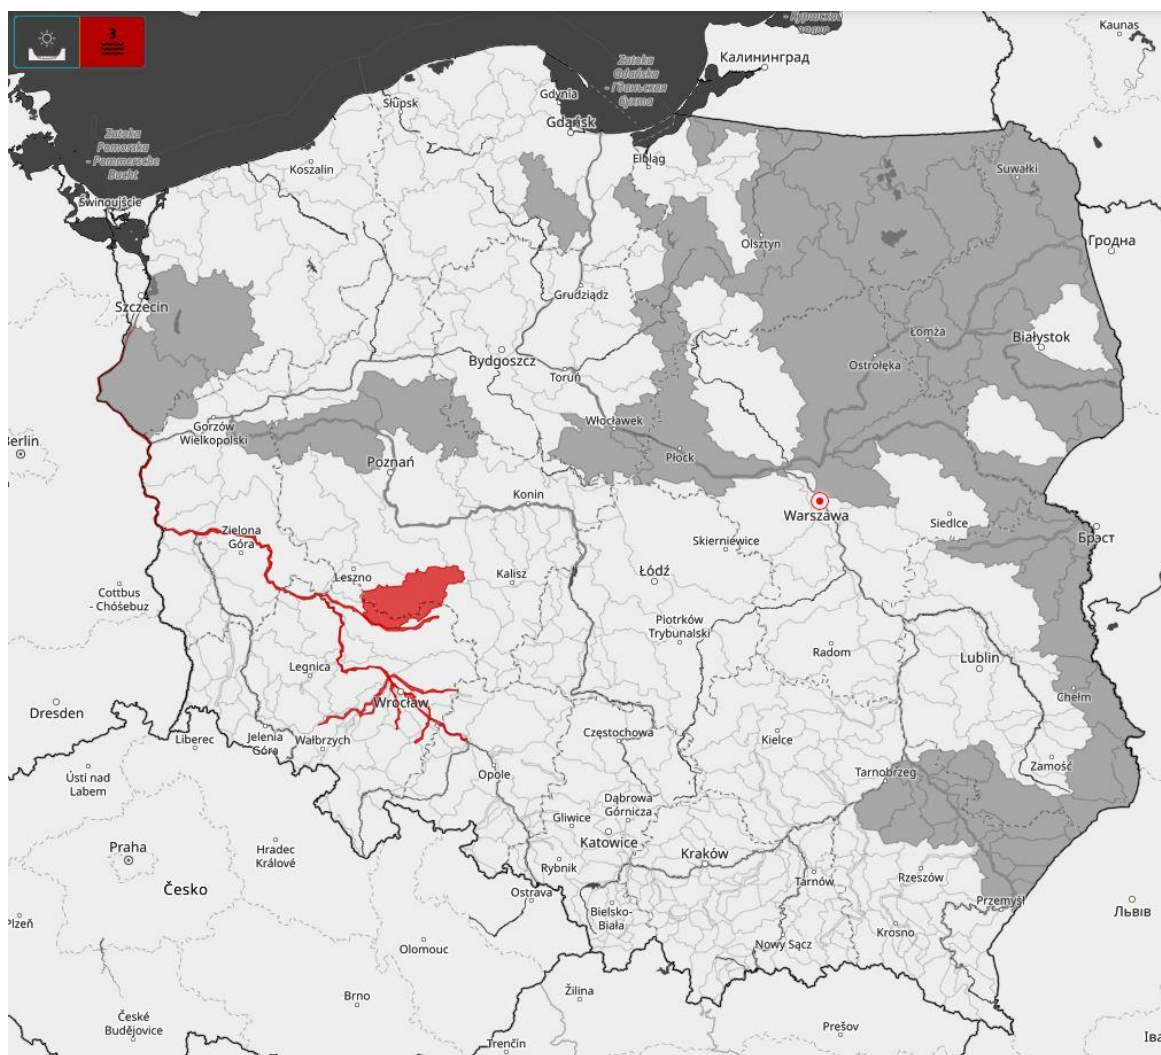 3
- Куршский
залив
Kaunas
Zatoka
Gdańska
- Гданьская
бухта
Калининград
Gdynia
Słupsk
Gdańsk
Zatoka
Pomorska
- Pommersche
Bucht
Koszalin
Elbląg
Suwałki
Świnoujście
Olsztyn
Гродна
Szczecin
Grudziądz
Łomża
Białystok
Bydgoszcz
Ostrołęka
Toruń
Włocławek
Gorzów
Wielkopolski
Berlin
Płock
Poznań
Konin
Warszawa
Siedlce
Брэст
Zielona
Góra
Skierniewice
Leszno
Kalisz
Łódź
Cottbus
- Chóśebuz
Piotrków
Trybunalski
Radom
Lublin
Legnica
Wrocław
Chełm
Dresden
Liberec
Jelenia
Góra
Wałbrzych
Częstochowa
Kielce
Zamość
Ústí nad
Labem
Opole
Tarnobrzeg
Dąbrowa
Górnicza
Gliwice
Katowice
Praha
Hradec
Králové
Kraków
Rybnik
Tarnów
Rzeszów
Česko
Ostrava
Przemyśl
Львів
Plzeň
Bielsko-
Biała
Krosno
Nowy Sącz
Olomouc
Žilina
Brno
České
Budějovice
Prešov
Trenčín
Іва